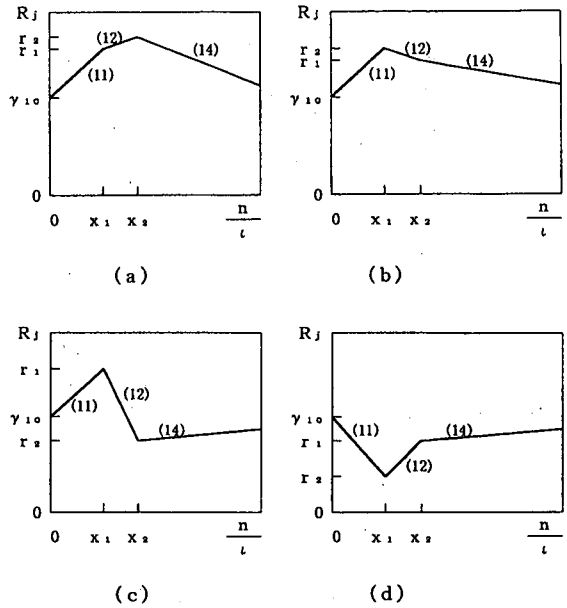 Rj
r2 (12)
r1 (14)
(11)
γ10
0
0 x1 x2 n/ι
(a)
Rj
r2 (12)
r1 (14)
(11)
γ10
0
0 x1 x2 n/ι
(b)
Rj
r1
(12)
γ10 (11)
r2 (14)
0
0 x1 x2 n/ι
(c)
Rj
γ10
(11)
r1 (14)
(12)
r2
0
0 x1 x2 n/ι
(d)